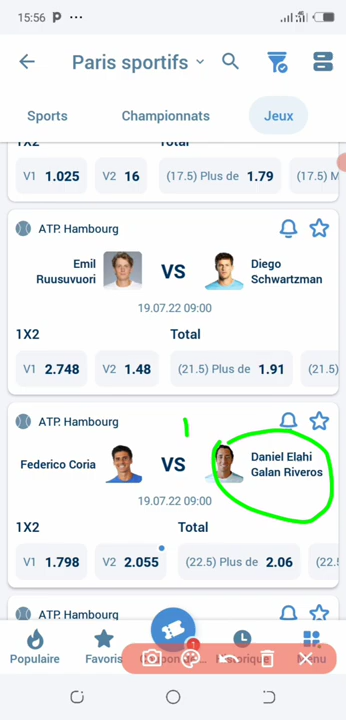 15:56 P ...
Paris sportifs
Sports Championnats Jeux
1X2 Total
V1 1.025 V2 16 (17.5) Plus de 1.79 (17.5) M
ATP. Hambourg
Emil Ruusuvuori VS Diego Schwartzman
19.07.22 09:00
1X2 Total
V1 2.748 V2 1.48 (21.5) Plus de 1.91 (21.5)
ATP. Hambourg
Federico Coria VS Daniel Elahi Galan Riveros
19.07.22 09:00
1X2 Total
V1 1.798 V2 2.055 (22.5) Plus de 2.06 (22.5
ATP. Hambourg
1
Populaire Favoris Historique Menu